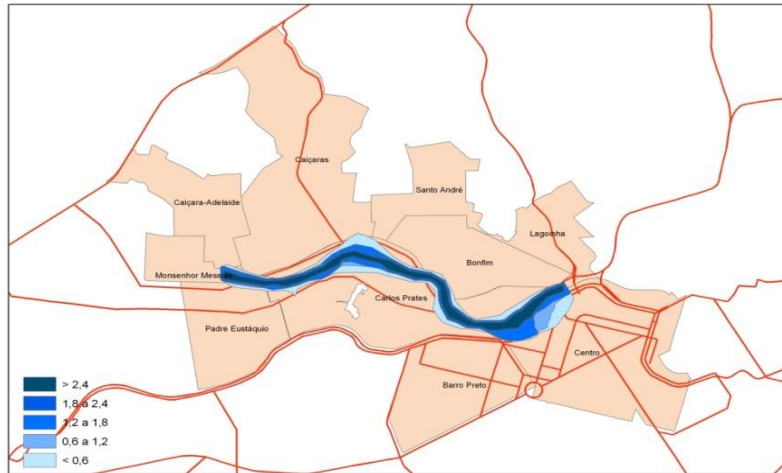 Caiçaras
Santo André
Caiçara-Adelaide
Lagoinha
Bonfim
Monsenhor Messias
Carlos Prates
Padre Eustáquio
Centro
Barro Preto
> 2,4
1,8 a 2,4
1,2 a 1,8
0,6 a 1,2
< 0,6